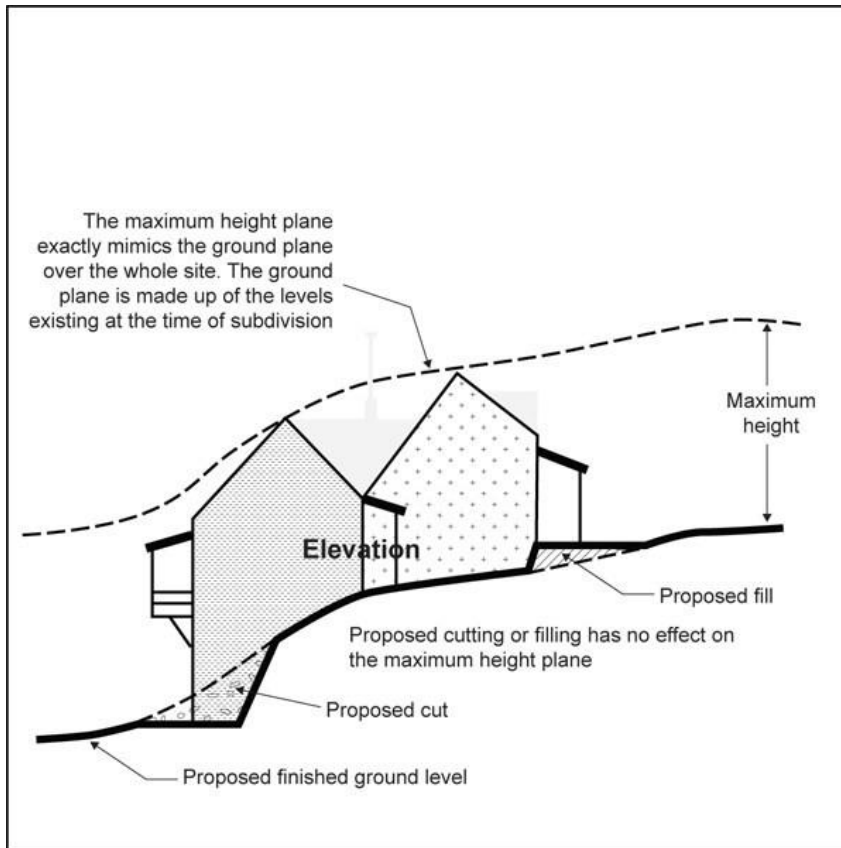 The maximum height plane
exactly mimics the ground plane
over the whole site. The ground
plane is made up of the levels
existing at the time of subdivision
Maximum
height
Elevation
Proposed fill
Proposed cutting or filling has no effect on
the maximum height plane
Proposed cut
Proposed finished ground level